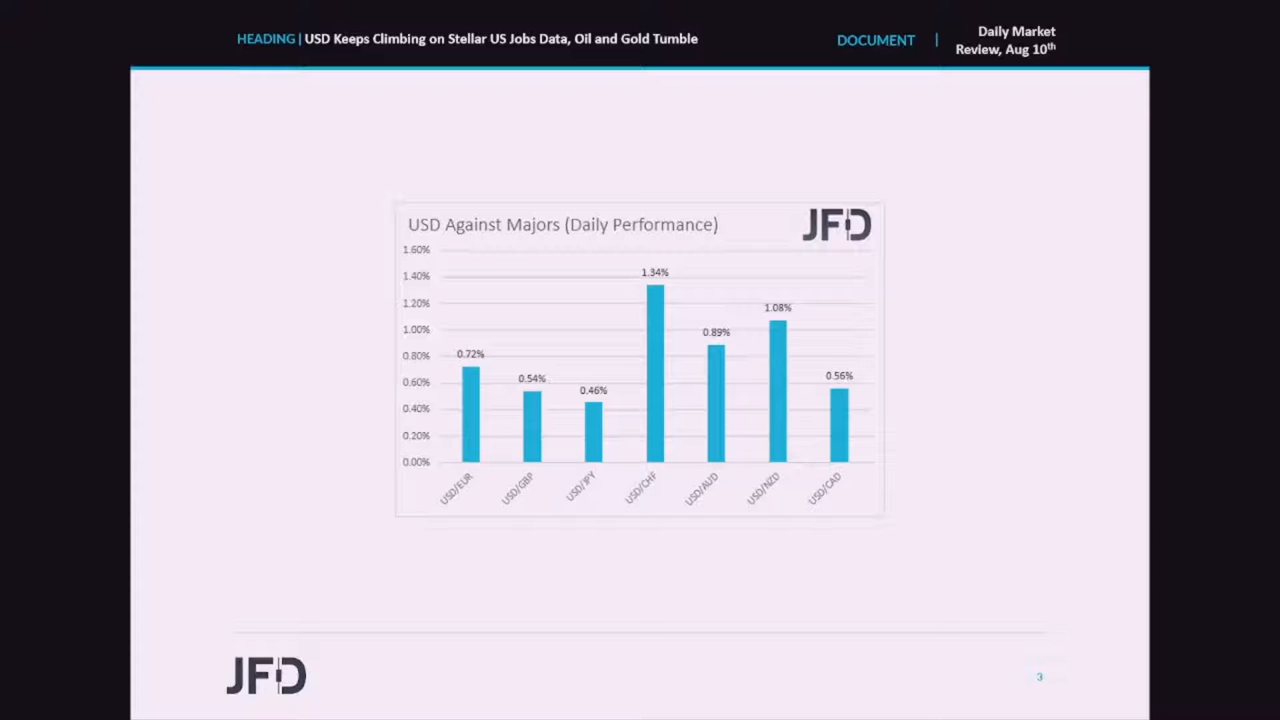 HEADING | USD Keeps Climbing on Stellar US Jobs Data, Oil and Gold Tumble
DOCUMENT |
Daily Market
Review, Aug 10th
USD Against Majors (Daily Performance)
JFD
1.60%
1.40%
1.20%
1.00%
0.80%
0.60%
0.40%
0.20%
0.00%
0.72%
0.54%
0.46%
1.34%
0.89%
1.08%
0.56%
USD/EUR
USD/GBP
USD/JPY
USD/CHF
USD/AUD
USD/NZD
USD/CAD
JFD
3